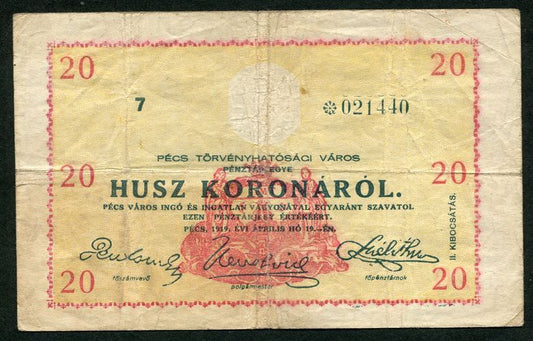 20 20
7 ※021440
PÉCS TÖRVÉNYHATÓSÁGI VÁROS
PÉNZTÁRJEGYE
20 HUSZ KORONÁRÓL. 20
PÉCS VÁROS INGÓ ÉS INGATLAN VAGYONÁVAL EGYARÁNT SZAVATOL
EZEN PÉNZTÁRJEGY ÉRTÉKEÉRT.
PÉCS, 1919. ÉVI ÁPRILIS HÓ 19.-ÉN.
II. KIBOCSÁTÁS.
főszámvevő polgármester főpénztárnok
20 20